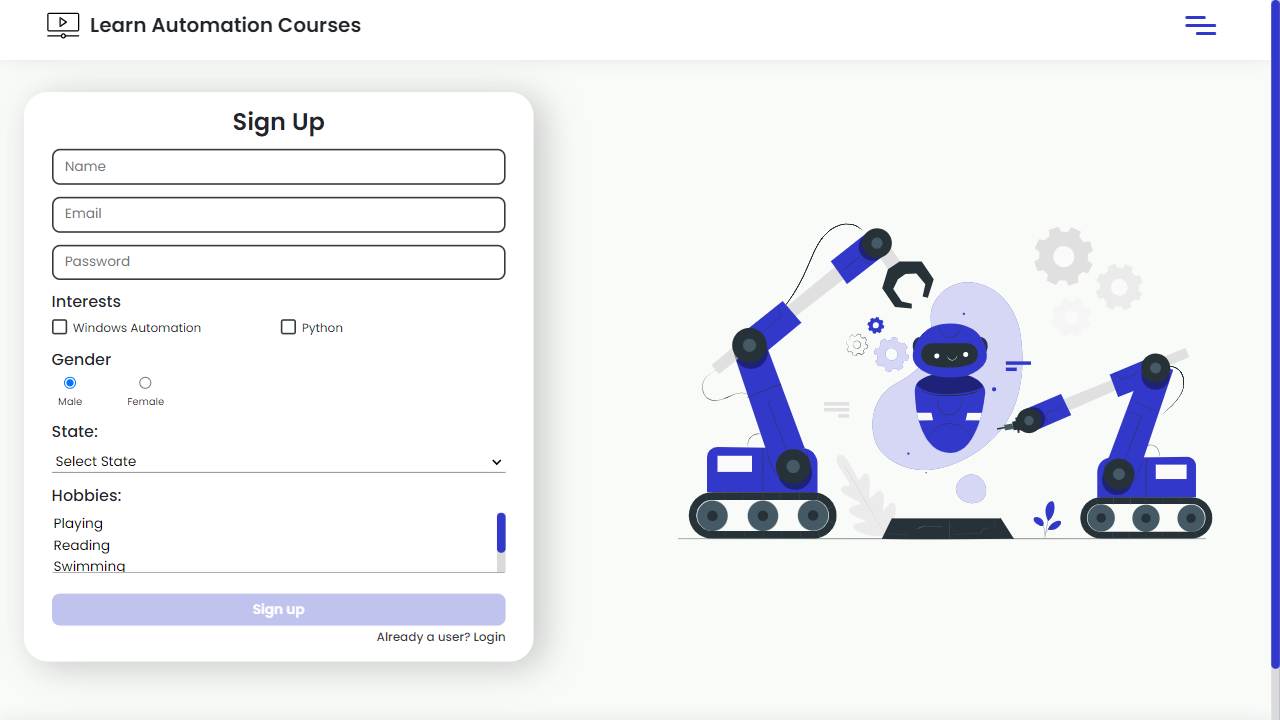 Learn Automation Courses
Sign Up
Name
Email
Password
Interests
Windows Automation Python
Gender
Male Female
State:
Select State
Hobbies:
Playing
Reading
Swimming
Sign up
Already a user? Login